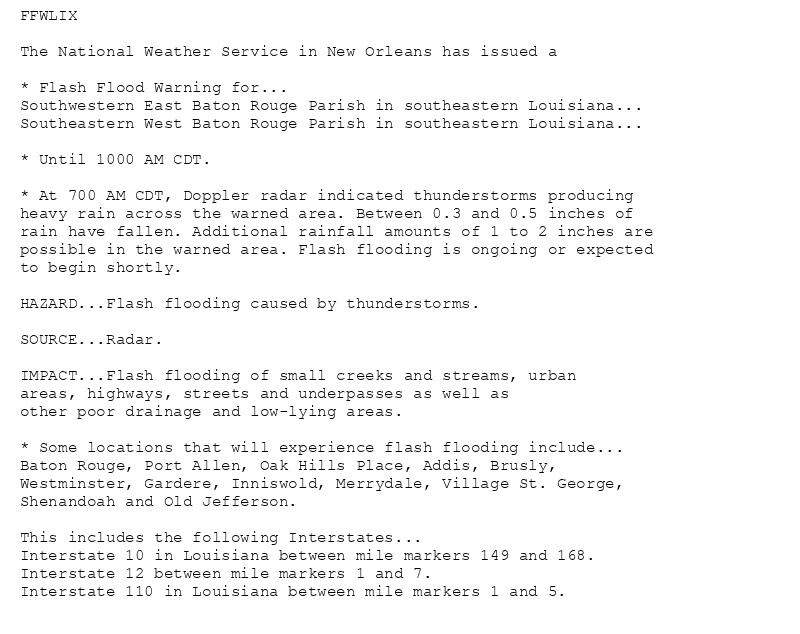 FFWLIX
The National Weather Service in New Orleans has issued a
* Flash Flood Warning for...
Southwestern East Baton Rouge Parish in southeastern Louisiana...
Southeastern West Baton Rouge Parish in southeastern Louisiana...
* Until 1000 AM CDT.
* At 700 AM CDT, Doppler radar indicated thunderstorms producing
heavy rain across the warned area. Between 0.3 and 0.5 inches of
rain have fallen. Additional rainfall amounts of 1 to 2 inches are
possible in the warned area. Flash flooding is ongoing or expected
to begin shortly.
HAZARD...Flash flooding caused by thunderstorms.
SOURCE...Radar.
IMPACT...Flash flooding of small creeks and streams, urban
areas, highways, streets and underpasses as well as
other poor drainage and low-lying areas.
* Some locations that will experience flash flooding include...
Baton Rouge, Port Allen, Oak Hills Place, Addis, Brusly,
Westminster, Gardere, Inniswold, Merrydale, Village St. George,
Shenandoah and Old Jefferson.
This includes the following Interstates...
Interstate 10 in Louisiana between mile markers 149 and 168.
Interstate 12 between mile markers 1 and 7.
Interstate 110 in Louisiana between mile markers 1 and 5.